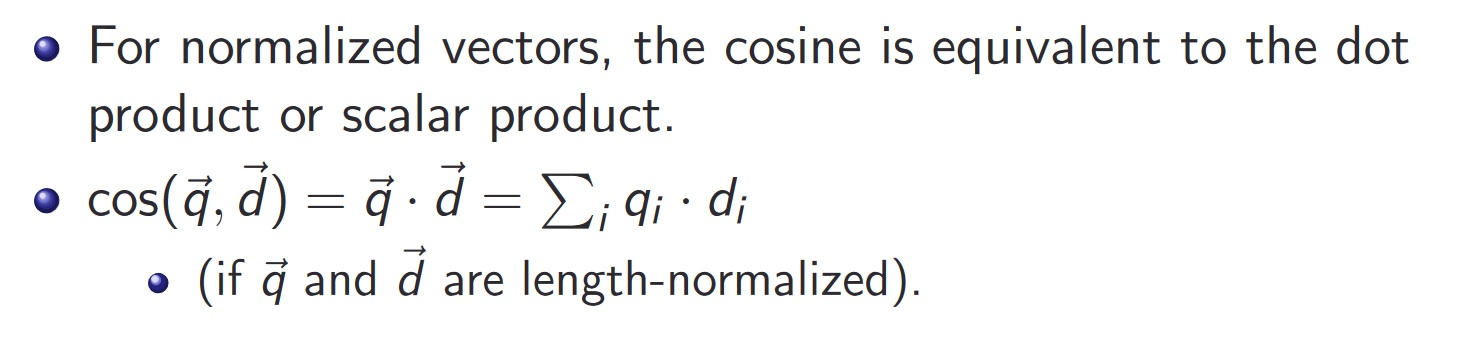 • For normalized vectors, the cosine is equivalent to the dot
product or scalar product.
• cos(q⃗, d⃗) = q⃗ · d⃗ = ∑ᵢ qᵢ · dᵢ
• (if q⃗ and d⃗ are length-normalized).